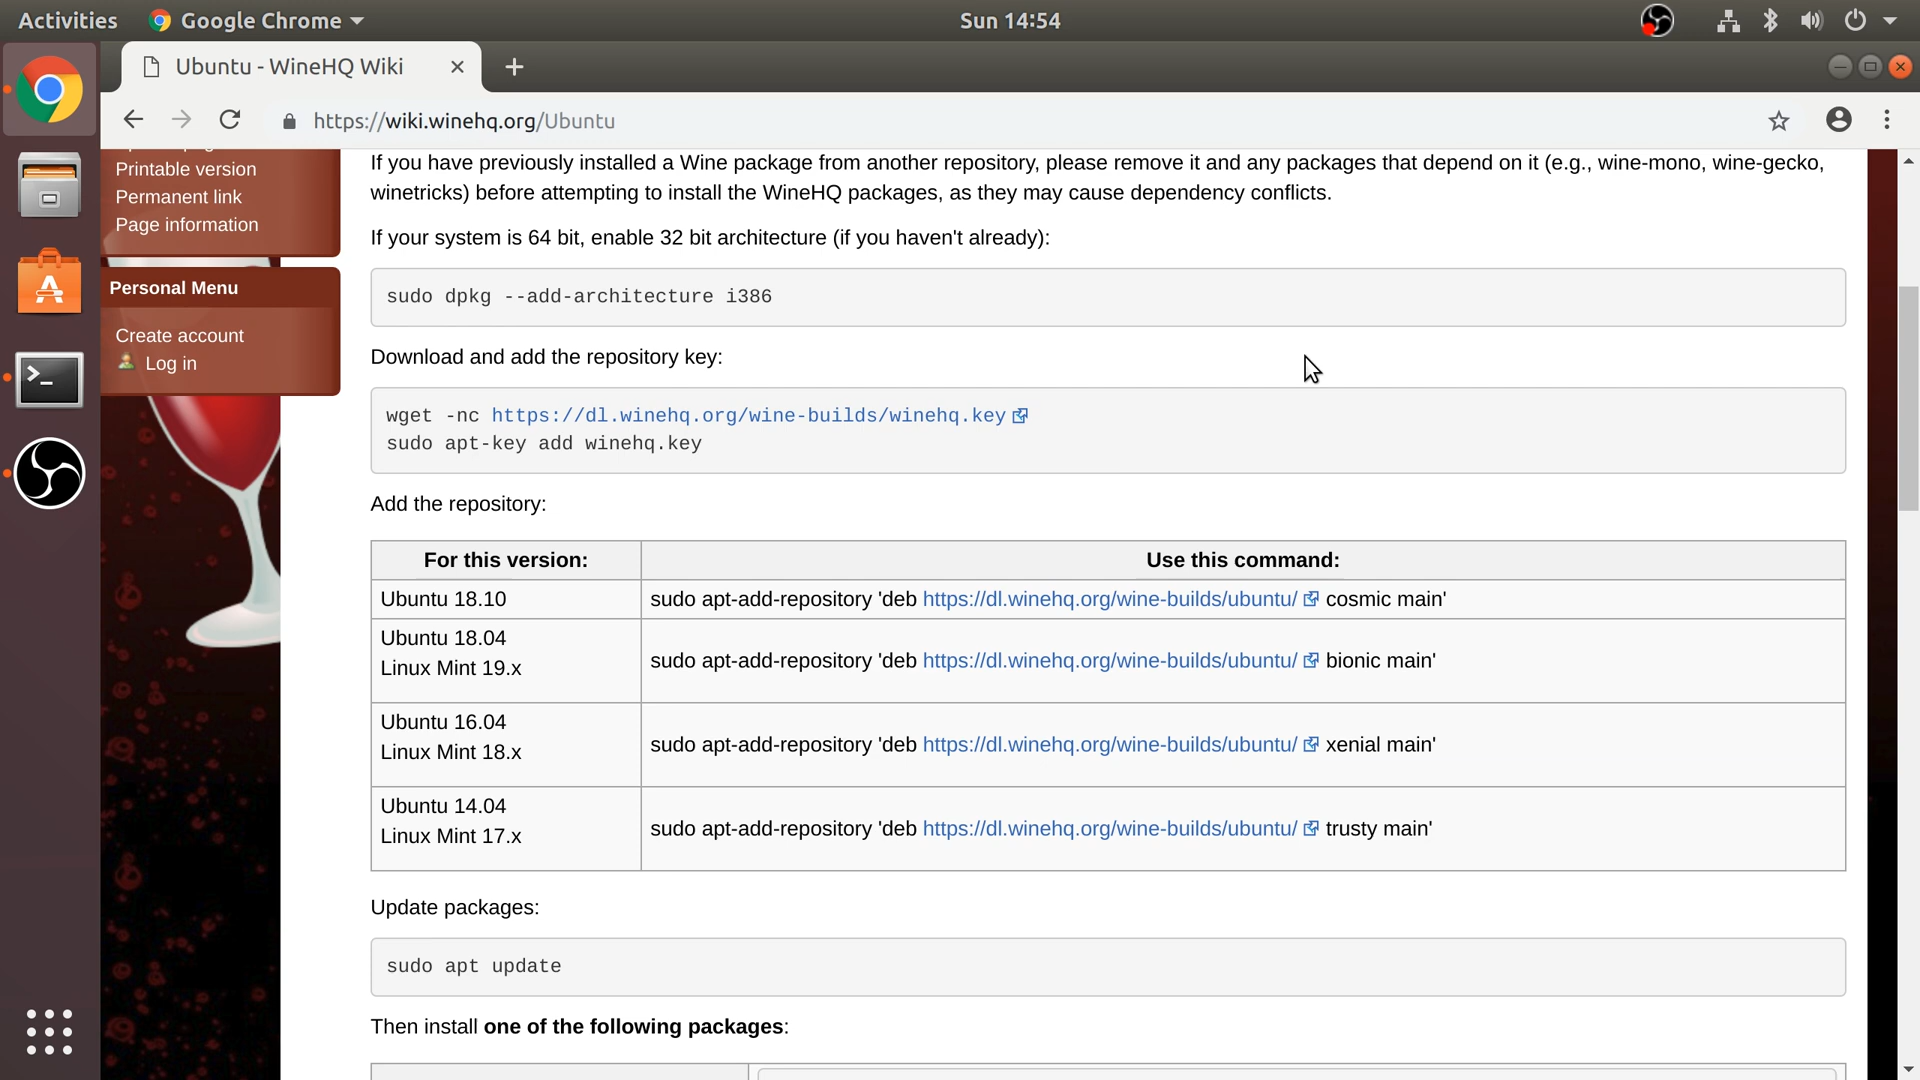 Activities Google Chrome Sun 14:54
Ubuntu - WineHQ Wiki
https://wiki.winehq.org/Ubuntu
Printable version
Permanent link
Page information
Personal Menu
Create account
Log in
If you have previously installed a Wine package from another repository, please remove it and any packages that depend on it (e.g., wine-mono, wine-gecko,
winetricks) before attempting to install the WineHQ packages, as they may cause dependency conflicts.
If your system is 64 bit, enable 32 bit architecture (if you haven't already):
sudo dpkg --add-architecture i386
Download and add the repository key:
wget -nc https://dl.winehq.org/wine-builds/winehq.key
sudo apt-key add winehq.key
Add the repository:
For this version: Use this command:
Ubuntu 18.10 sudo apt-add-repository 'deb https://dl.winehq.org/wine-builds/ubuntu/ cosmic main'
Ubuntu 18.04
Linux Mint 19.x
sudo apt-add-repository 'deb https://dl.winehq.org/wine-builds/ubuntu/ bionic main'
Ubuntu 16.04
Linux Mint 18.x
sudo apt-add-repository 'deb https://dl.winehq.org/wine-builds/ubuntu/ xenial main'
Ubuntu 14.04
Linux Mint 17.x
sudo apt-add-repository 'deb https://dl.winehq.org/wine-builds/ubuntu/ trusty main'
Update packages:
sudo apt update
Then install one of the following packages: